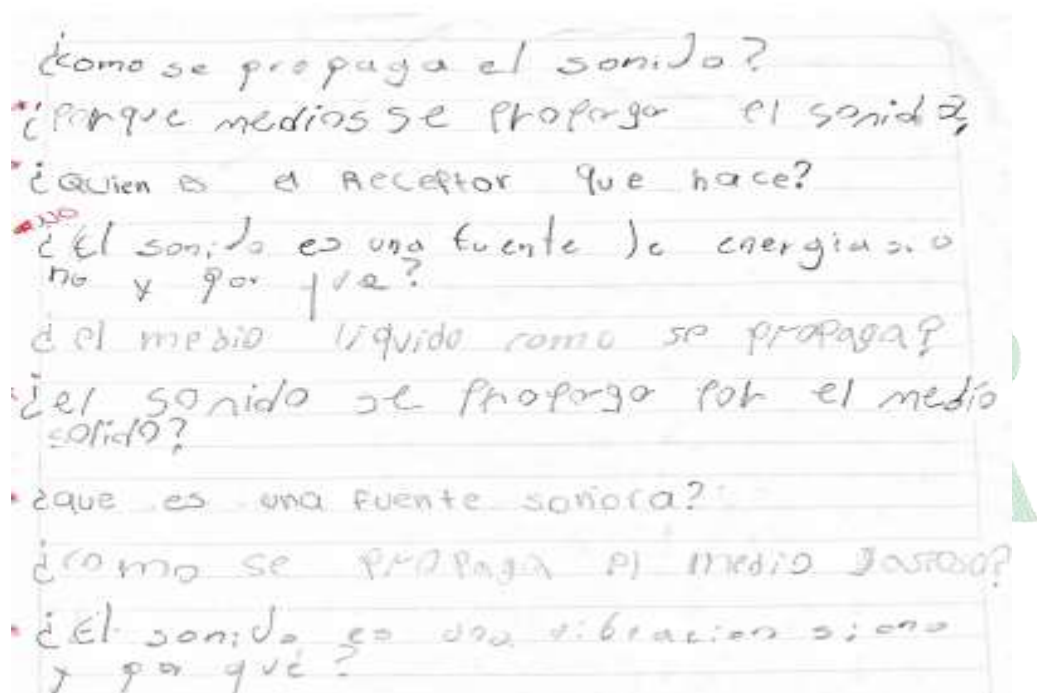 ¿como se propaga el sonido?
¿Porque medios se propaga el sonido?
¿Quien es el Receptor que hace?
NO
¿El sonido es una fuente de energia si o
no y por que?
¿el medio liquido como se propaga?
¿el sonido se propaga por el medio
solido?
¿que es una fuente sonora?
¿como se propaga el medio gaseoso?
¿El sonido es una vibracion si o no
y por qué?